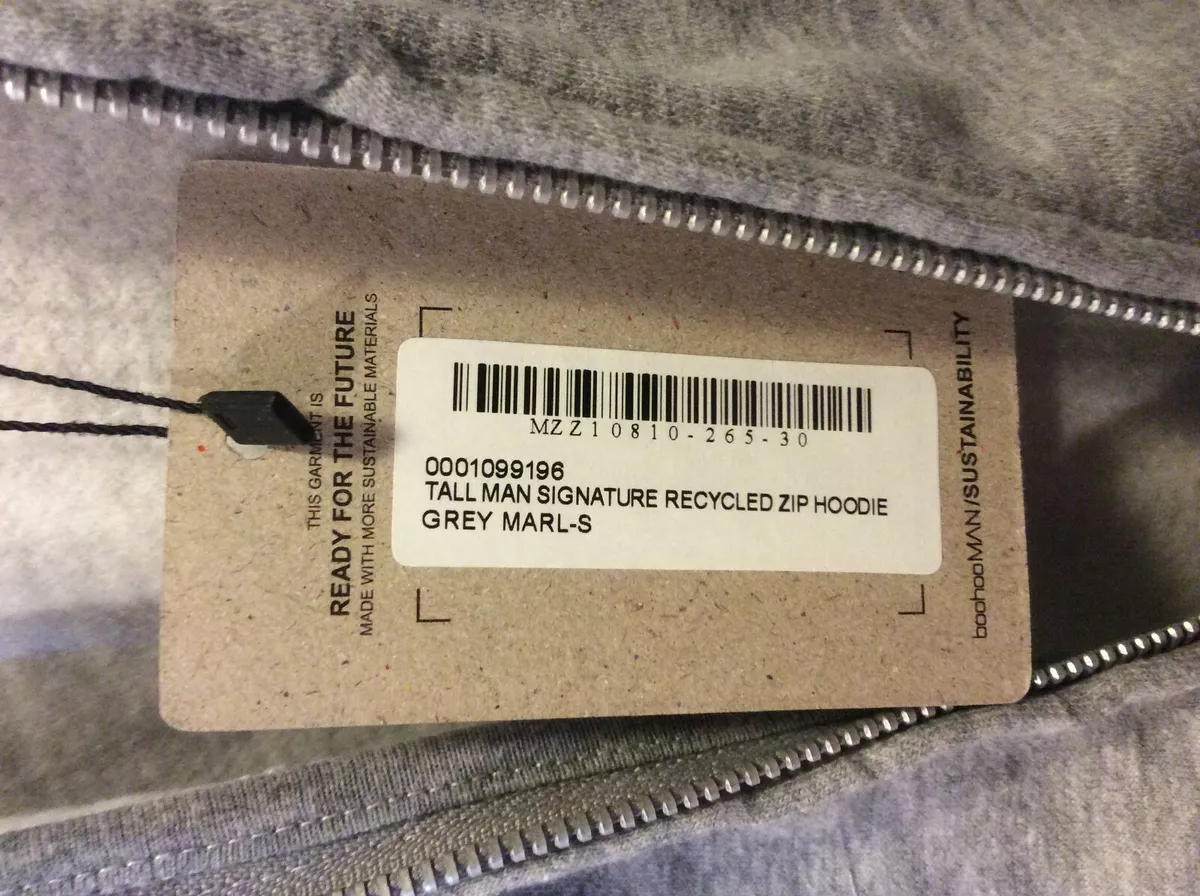 THIS GARMENT IS
READY FOR THE FUTURE
MADE WITH MORE SUSTAINABLE MATERIALS
MZZ10810-265-30
0001099196
TALL MAN SIGNATURE RECYCLED ZIP HOODIE
GREY MARL-S
boohooMAN/SUSTAINABILITY